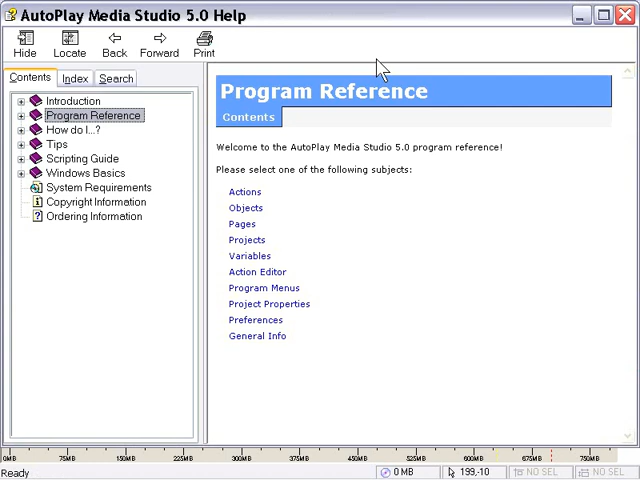 AutoPlay Media Studio 5.0 Help
Hide Locate Back Forward Print
Contents Index Search
Introduction
Program Reference
How do I...?
Tips
Scripting Guide
Windows Basics
System Requirements
Copyright Information
Ordering Information
Program Reference
Contents
Welcome to the AutoPlay Media Studio 5.0 program reference!
Please select one of the following subjects:
Actions
Objects
Pages
Projects
Variables
Action Editor
Program Menus
Project Properties
Preferences
General Info
0MB 75MB 150MB 225MB 300MB 375MB 450MB 525MB 600MB 675MB 750MB
Ready 0 MB 199,-10 NO SEL NO SEL